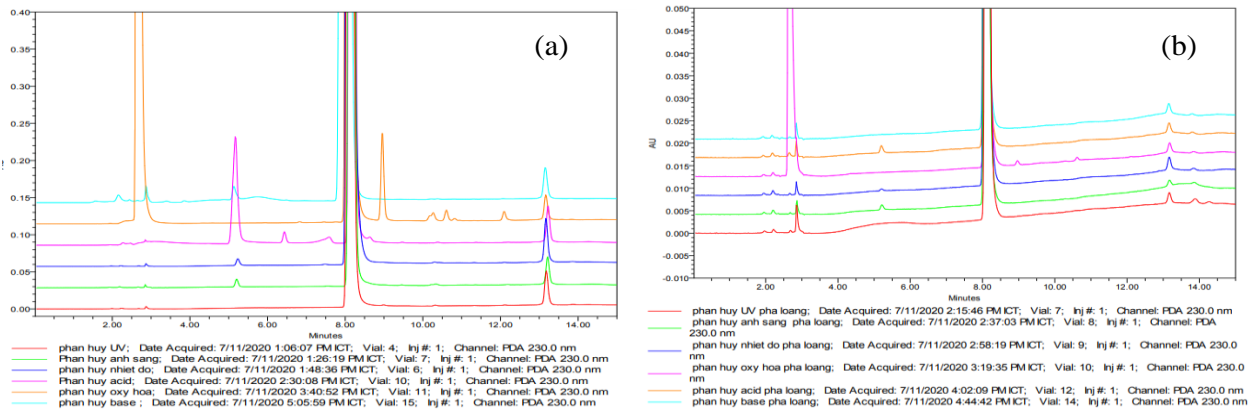 (a)
0.40
0.35
0.30
0.25
0.20
0.15
0.10
0.05
0.00
2.00 4.00 6.00 8.00 10.00 12.00 14.00
Minutes
phan huy UV; Date Acquired: 7/11/2020 1:06:07 PM ICT; Vial: 4; Inj #: 1; Channel: PDA 230.0 nm
Phan huy anh sang; Date Acquired: 7/11/2020 1:26:19 PM ICT; Vial: 7; Inj #: 1; Channel: PDA 230.0 nm
phan huy nhiet do; Date Acquired: 7/11/2020 1:48:36 PM ICT; Vial: 6; Inj #: 1; Channel: PDA 230.0 nm
Phan huy acid; Date Acquired: 7/11/2020 2:30:08 PM ICT; Vial: 10; Inj #: 1; Channel: PDA 230.0 nm
phan huy oxy hoa; Date Acquired: 7/11/2020 3:40:52 PM ICT; Vial: 11; Inj #: 1; Channel: PDA 230.0 nm
phan huy base ; Date Acquired: 7/11/2020 5:05:59 PM ICT; Vial: 15; Inj #: 1; Channel: PDA 230.0 nm
(b)
0.050
0.045
0.040
0.035
0.030
0.025
0.020
0.015
0.010
0.005
0.000
-0.005
-0.010
AU
2.00 4.00 6.00 8.00 10.00 12.00 14.00
Minutes
phan huy UV pha loang; Date Acquired: 7/11/2020 2:15:46 PM ICT; Vial: 7; Inj #: 1; Channel: PDA 230.0 nm
phan huy anh sang pha loang; Date Acquired: 7/11/2020 2:37:03 PM ICT; Vial: 8; Inj #: 1; Channel: PDA
230.0 nm
phan huy nhiet do pha loang; Date Acquired: 7/11/2020 2:58:19 PM ICT; Vial: 9; Inj #: 1; Channel: PDA 230.0
nm
phan huy oxy hoa pha loang; Date Acquired: 7/11/2020 3:19:35 PM ICT; Vial: 10; Inj #: 1; Channel: PDA 230.0
nm
phan huy acid pha loang; Date Acquired: 7/11/2020 4:02:09 PM ICT; Vial: 12; Inj #: 1; Channel: PDA 230.0 nm
phan huy base pha loang; Date Acquired: 7/11/2020 4:44:42 PM ICT; Vial: 14; Inj #: 1; Channel: PDA 230.0 nm